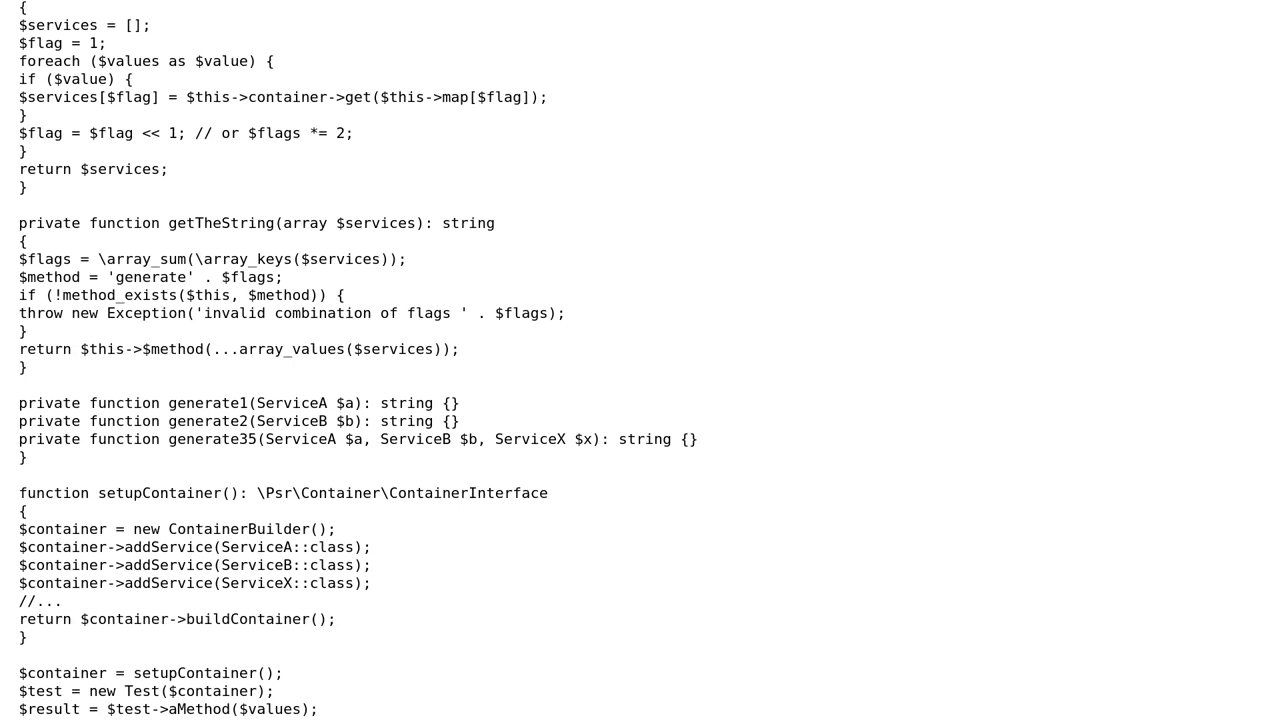 {
$services = [];
$flag = 1;
foreach ($values as $value) {
if ($value) {
$services[$flag] = $this->container->get($this->map[$flag]);
}
$flag = $flag << 1; // or $flags *= 2;
}
return $services;
}

private function getTheString(array $services): string
{
$flags = \array_sum(\array_keys($services));
$method = 'generate' . $flags;
if (!method_exists($this, $method)) {
throw new Exception('invalid combination of flags ' . $flags);
}
return $this->$method(...array_values($services));
}

private function generate1(ServiceA $a): string {}
private function generate2(ServiceB $b): string {}
private function generate35(ServiceA $a, ServiceB $b, ServiceX $x): string {}
}

function setupContainer(): \Psr\Container\ContainerInterface
{
$container = new ContainerBuilder();
$container->addService(ServiceA::class);
$container->addService(ServiceB::class);
$container->addService(ServiceX::class);
//...
return $container->buildContainer();
}

$container = setupContainer();
$test = new Test($container);
$result = $test->aMethod($values);